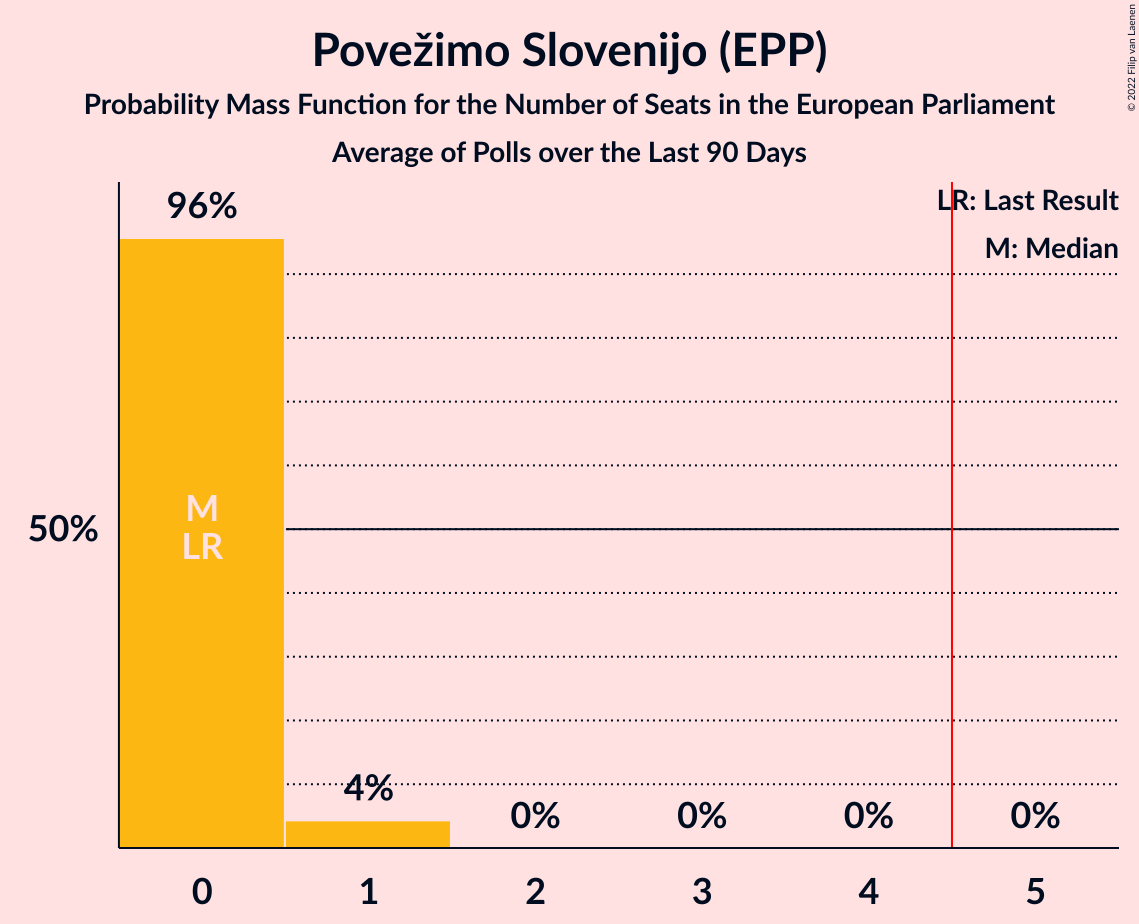 Povežimo Slovenijo (EPP)
Probability Mass Function for the Number of Seats in the European Parliament
Average of Polls over the Last 90 Days
© 2022 Filip van Laenen
LR: Last Result
M: Median
96%
50%
M
LR
4%
0%
0%
0%
0%
0
1
2
3
4
5